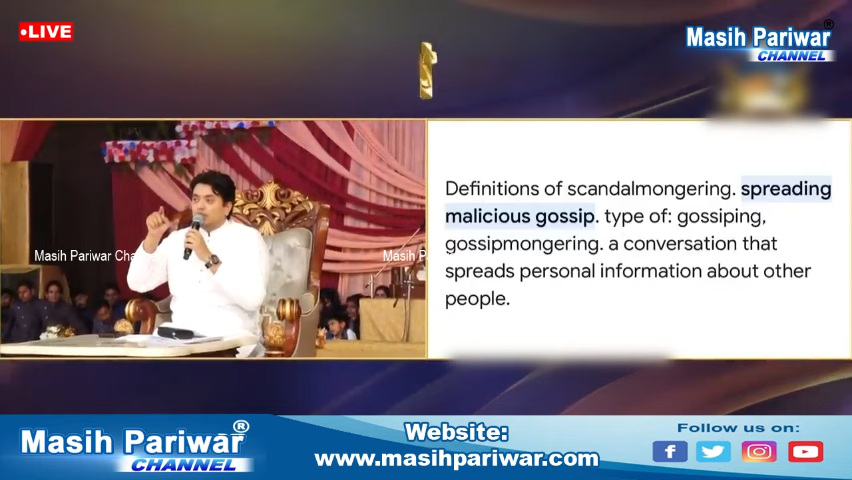 •LIVE
Masih Pariwar®
CHANNEL
Definitions of scandalmongering. spreading
malicious gossip. type of: gossiping,
gossipmongering. a conversation that
spreads personal information about other
people.
Masih Pariwar Cha
Masih P
Masih Pariwar®
CHANNEL
Website:
www.masihpariwar.com
Follow us on: